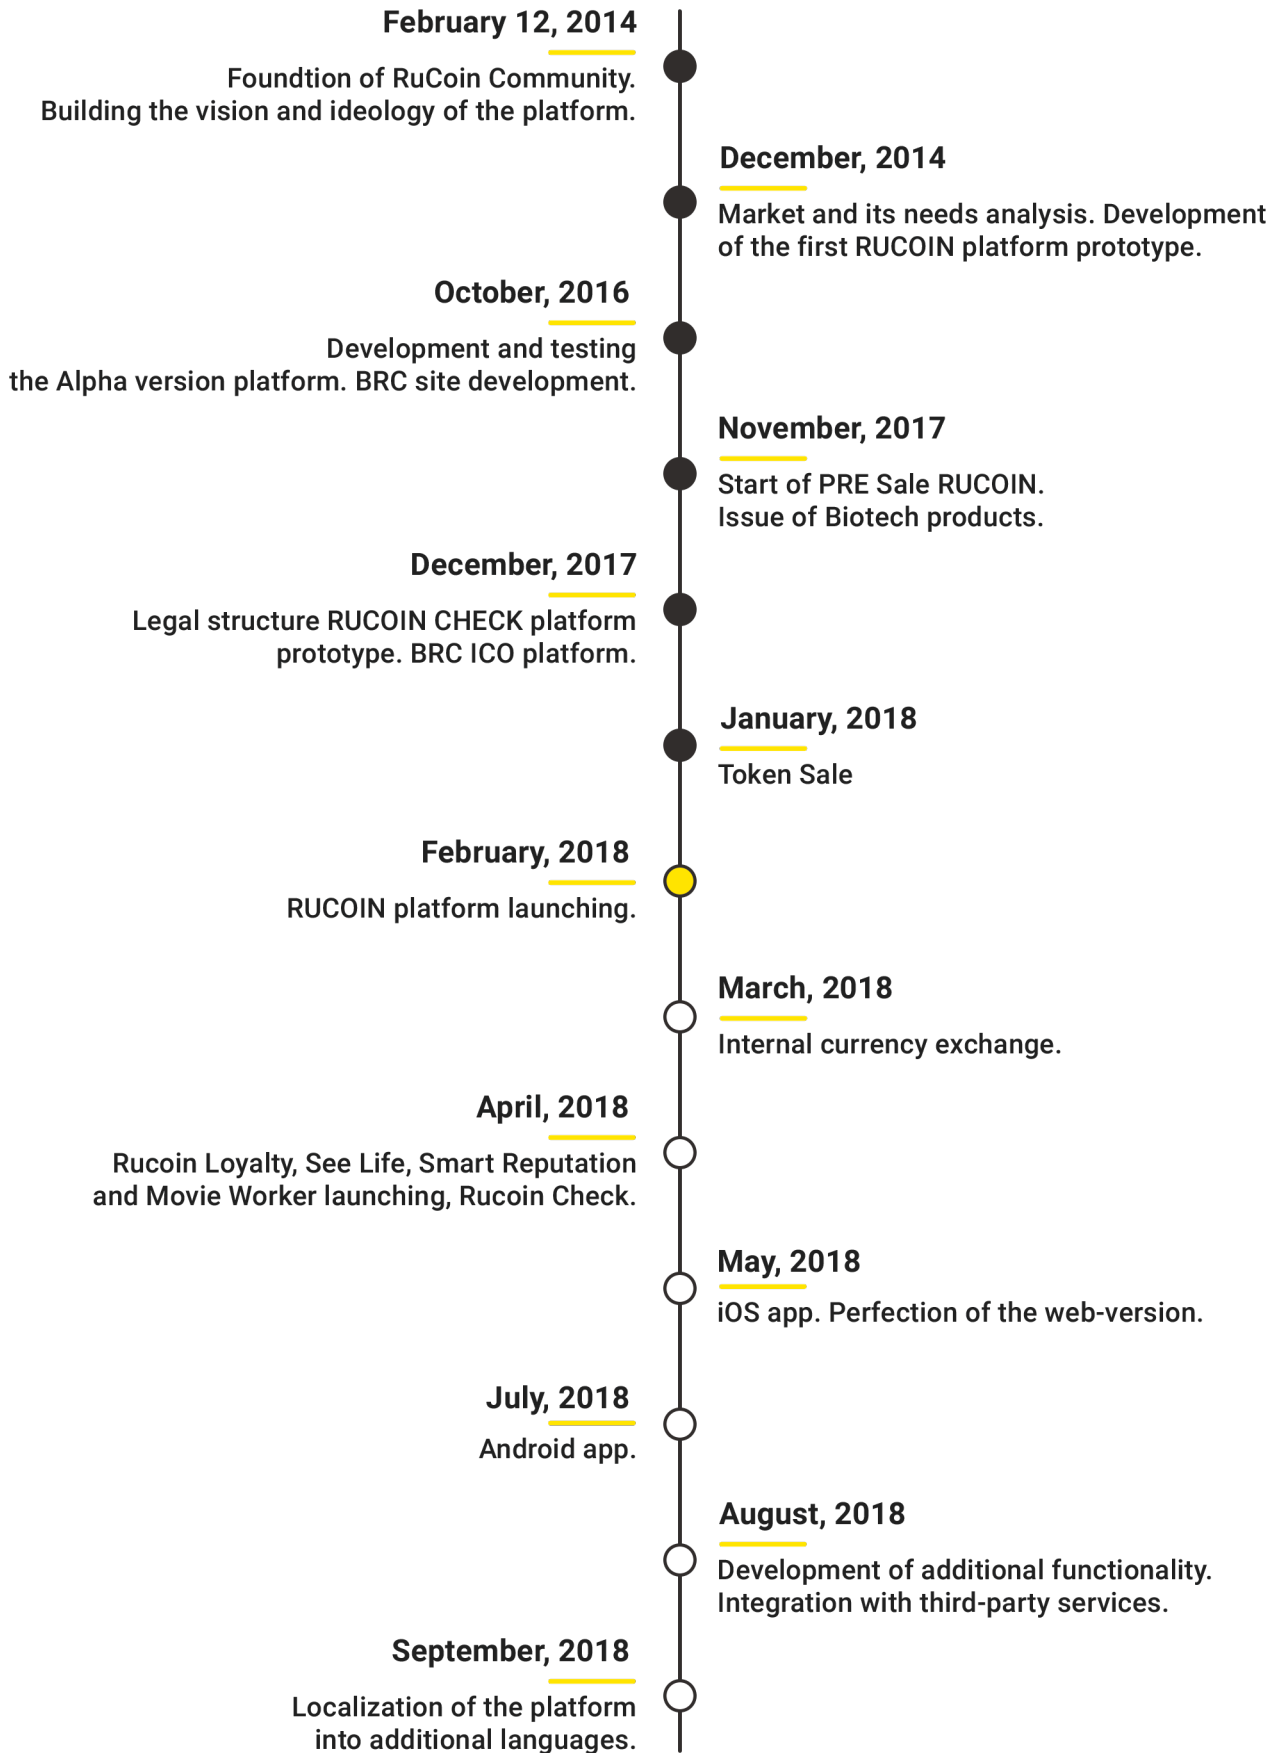 February 12, 2014
Foundtion of RuCoin Community.
Building the vision and ideology of the platform.
December, 2014
Market and its needs analysis. Development
of the first RUCOIN platform prototype.
October, 2016
Development and testing
the Alpha version platform. BRC site development.
November, 2017
Start of PRE Sale RUCOIN.
Issue of Biotech products.
December, 2017
Legal structure RUCOIN CHECK platform
prototype. BRC ICO platform.
January, 2018
Token Sale
February, 2018
RUCOIN platform launching.
March, 2018
Internal currency exchange.
April, 2018
Rucoin Loyalty, See Life, Smart Reputation
and Movie Worker launching, Rucoin Check.
May, 2018
iOS app. Perfection of the web-version.
July, 2018
Android app.
August, 2018
Development of additional functionality.
Integration with third-party services.
September, 2018
Localization of the platform
into additional languages.